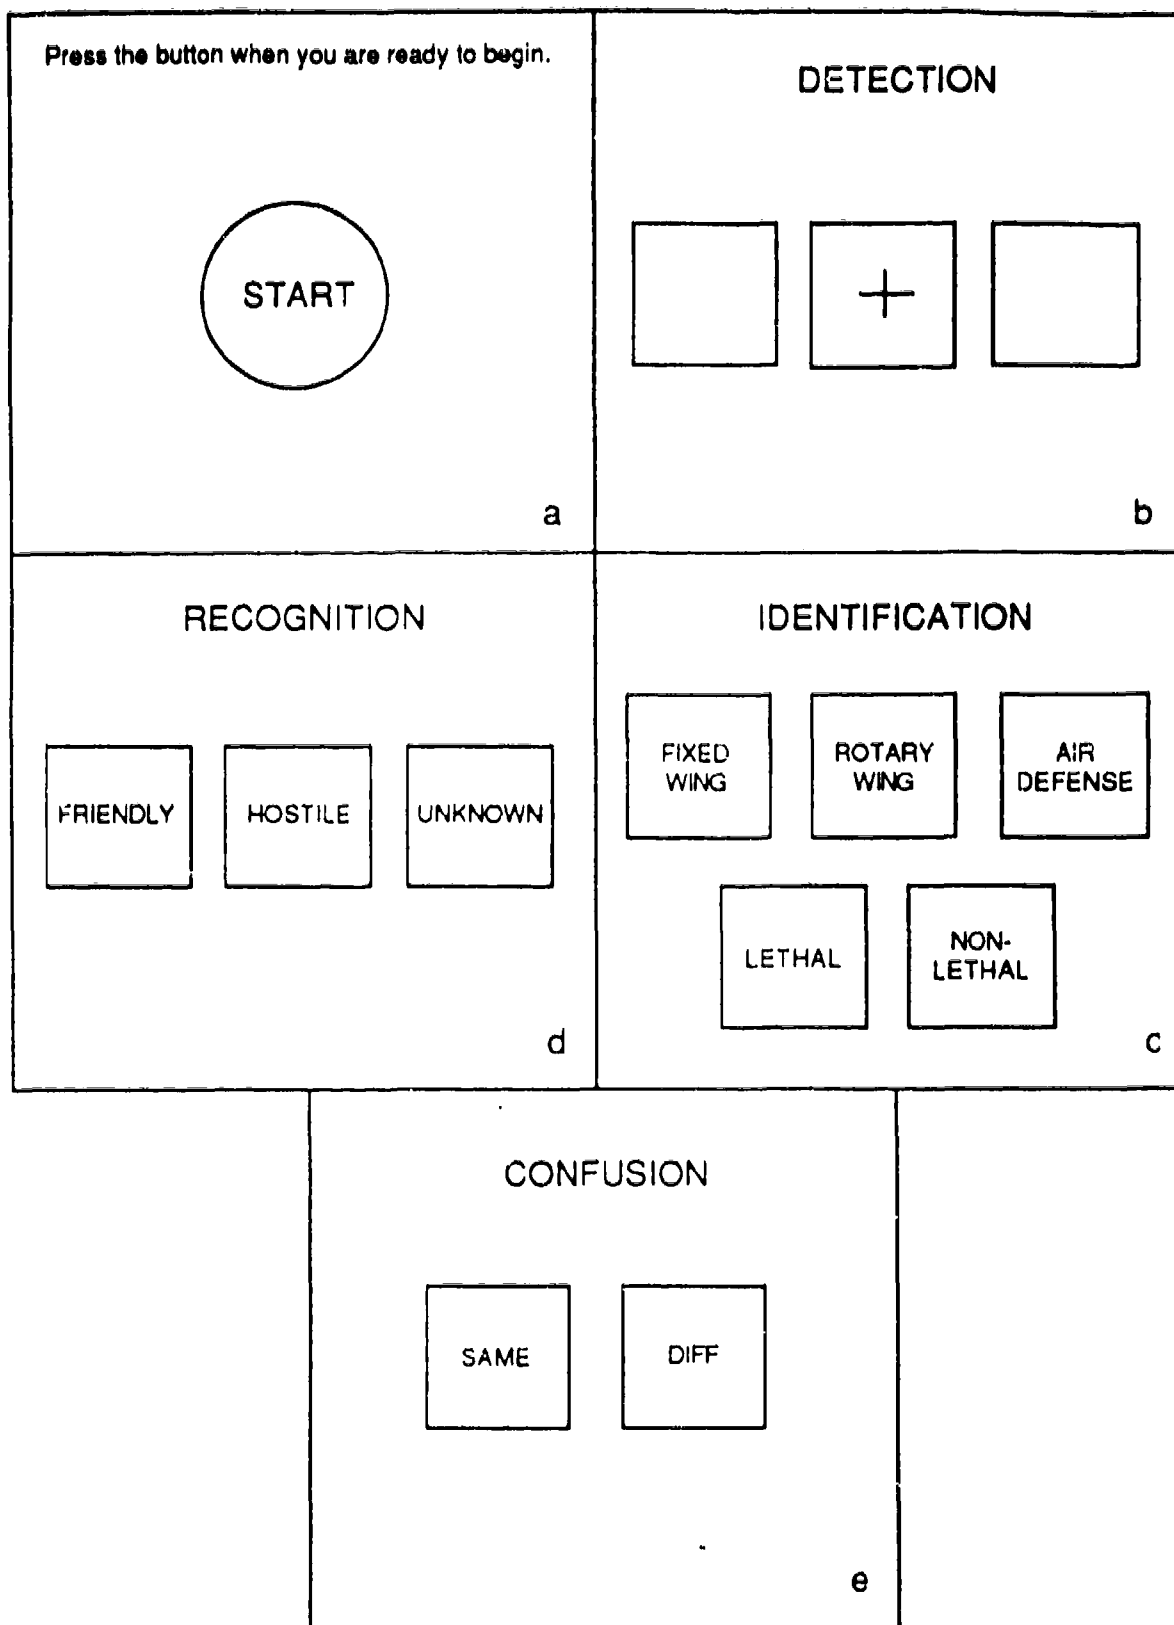 Press the button when you are ready to begin.
START
a
DETECTION
b
RECOGNITION
FRIENDLY
HOSTILE
UNKNOWN
d
IDENTIFICATION
FIXED
WING
ROTARY
WING
AIR
DEFENSE
LETHAL
NON-
LETHAL
c
CONFUSION
SAME
DIFF
e